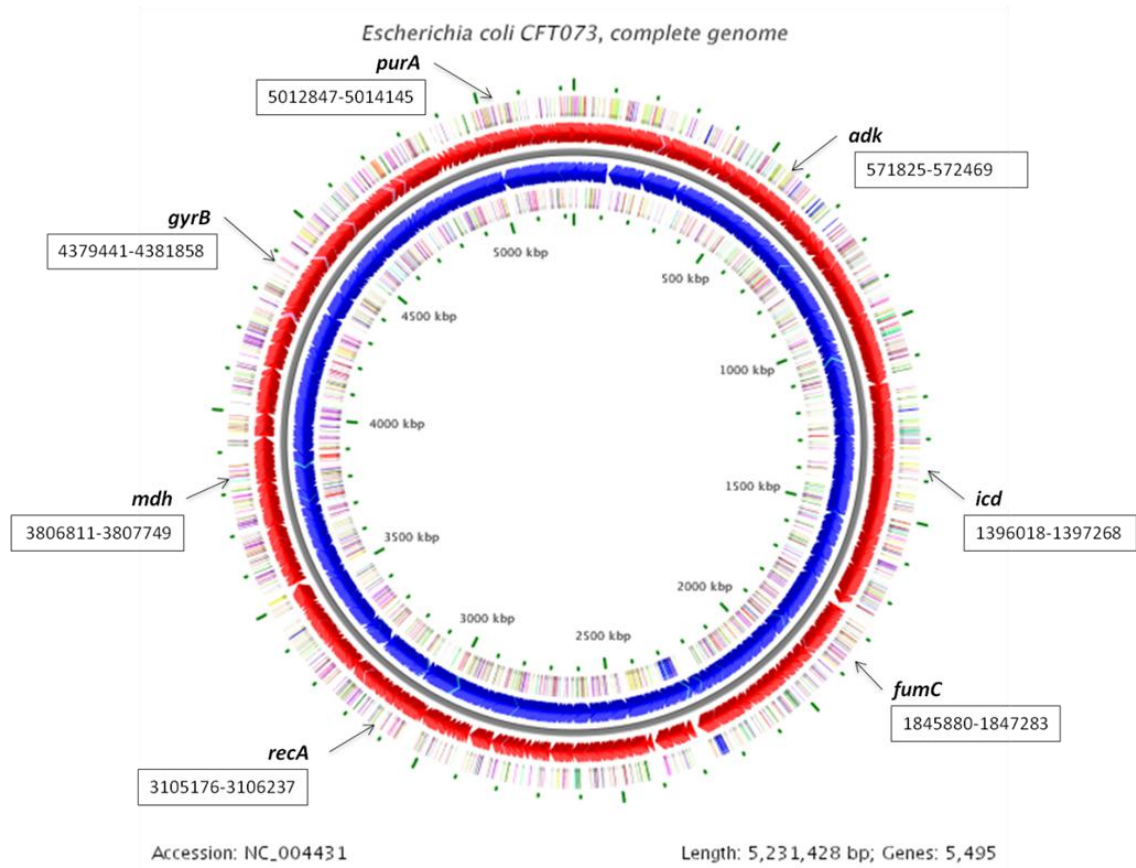 Escherichia coli CFT073, complete genome
purA
5012847-5014145
adk
571825-572469
gyrB
4379441-4381858
5000 kbp
500 kbp
4500 kbp
1000 kbp
4000 kbp
mdh
3806811-3807749
1500 kbp
icd
1396018-1397268
3500 kbp
2000 kbp
3000 kbp
2500 kbp
fumC
1845880-1847283
recA
3105176-3106237
Accession: NC_004431
Length: 5,231,428 bp; Genes: 5,495